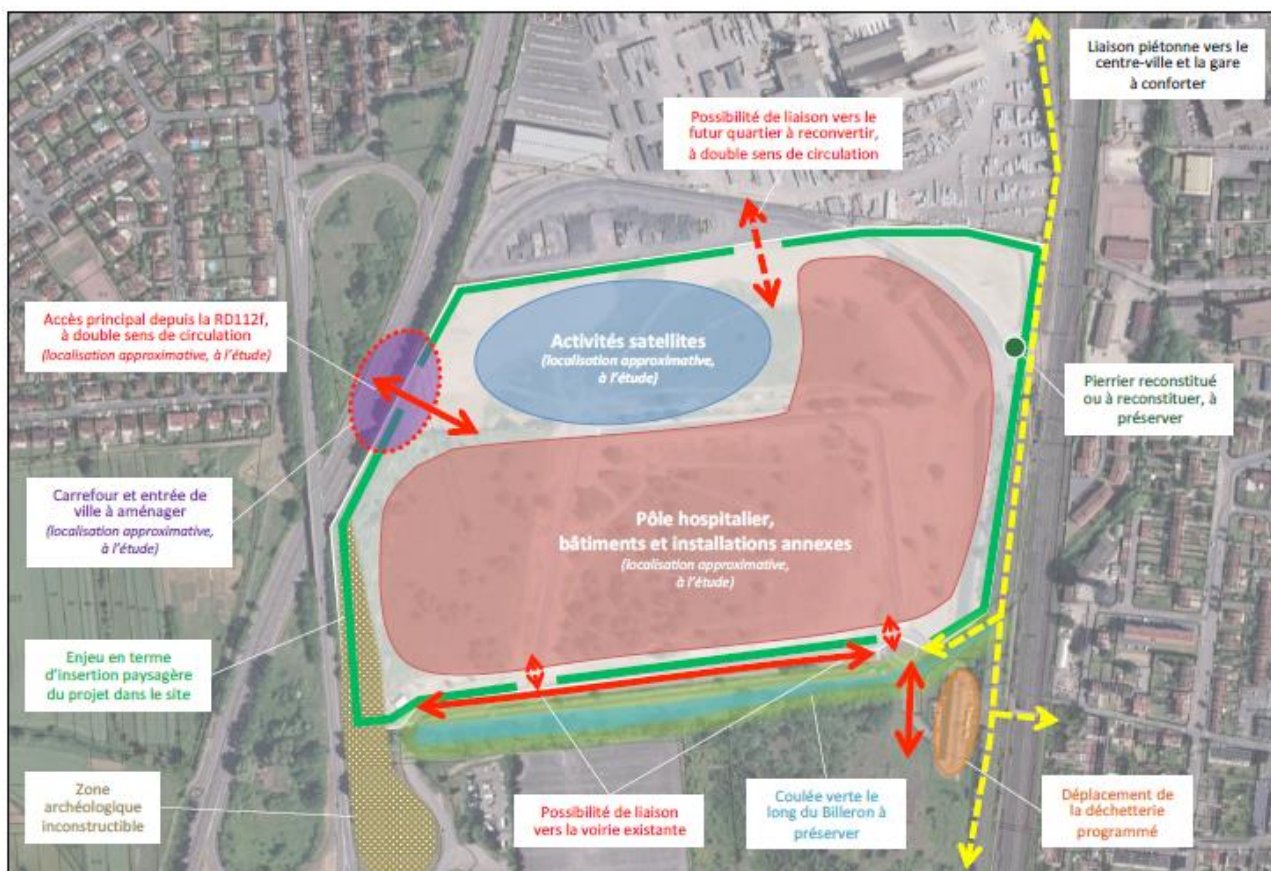 Liaison piétonne vers le
centre-ville et la gare
à conforter
Possibilité de liaison vers le
futur quartier à reconvertir,
à double sens de circulation
Accès principal depuis la RD112f,
à double sens de circulation
(localisation approximative, à l'étude)
Activités satellites
(localisation approximative,
à l'étude)
Pierrier reconstitué
ou à reconstituer, à
préserver
Carrefour et entrée de
ville à aménager
(localisation approximative,
à l'étude)
Pôle hospitalier,
bâtiments et installations annexes
(localisation approximative,
à l'étude)
Enjeu en terme
d'insertion paysagère
du projet dans le site
Zone
archéologique
inconstructible
Possibilité de liaison
vers la voirie existante
Coulée verte le
long du Billeron à
préserver
Déplacement de
la déchetterie
programmé